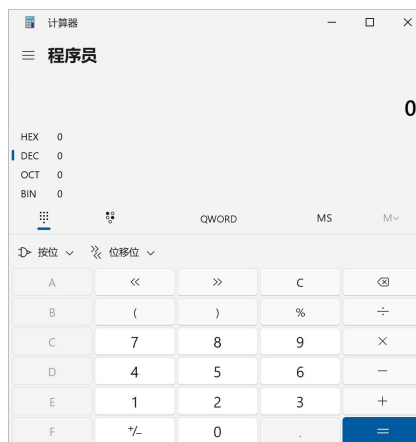 计算器
程序员
0
HEX 0
DEC 0
OCT 0
BIN 0
QWORD MS M
按位 位移位
A << >> C
B ( ) % ÷
C 7 8 9 ×
D 4 5 6 −
E 1 2 3 +
F +/− 0 . =